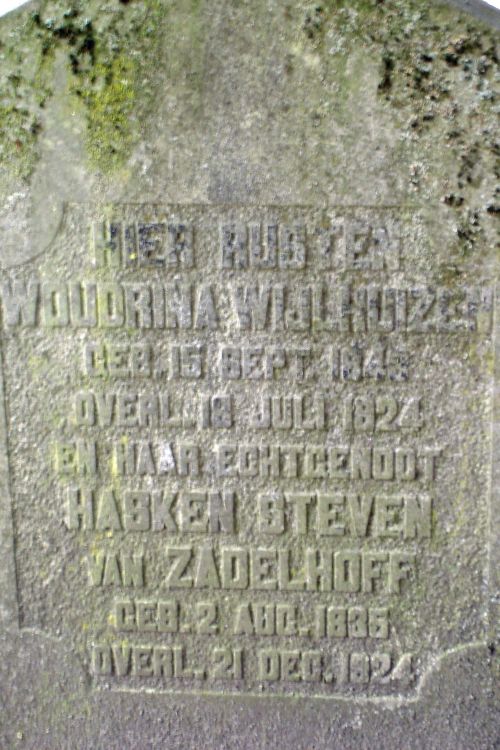 HIER RUSTEN
WOUDRINA WIJLHUIZEN
GEB. 15 SEPT.
OVERL. 18 JULI 1924
EN HAAR ECHTGENOOT
HASKEN STEVEN
VAN ZADELHOFF
GEB. 2 AUG. 1835
OVERL. 21 DEC. 1924